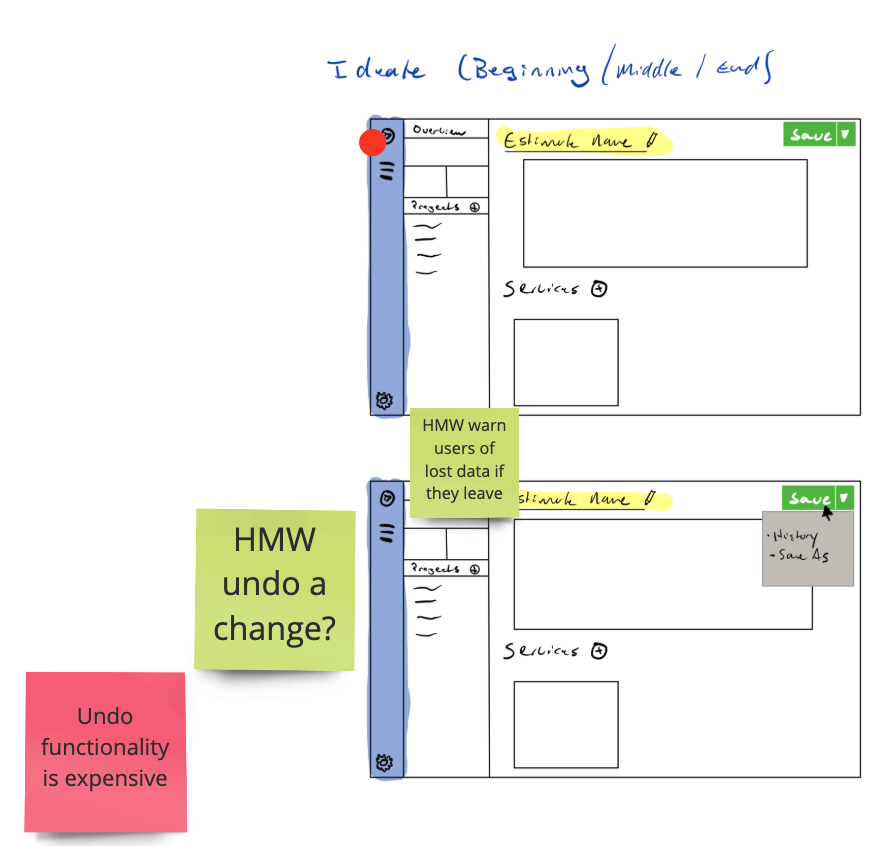 Ideate (Beginning / Middle / End)
Overview
Estimate Name
Save
Projects
Services
HMW warn
users of
lost data if
they leave
Estimate Name
Save
History
Save As
HMW
undo a
change?
Projects
Services
Undo
functionality
is expensive